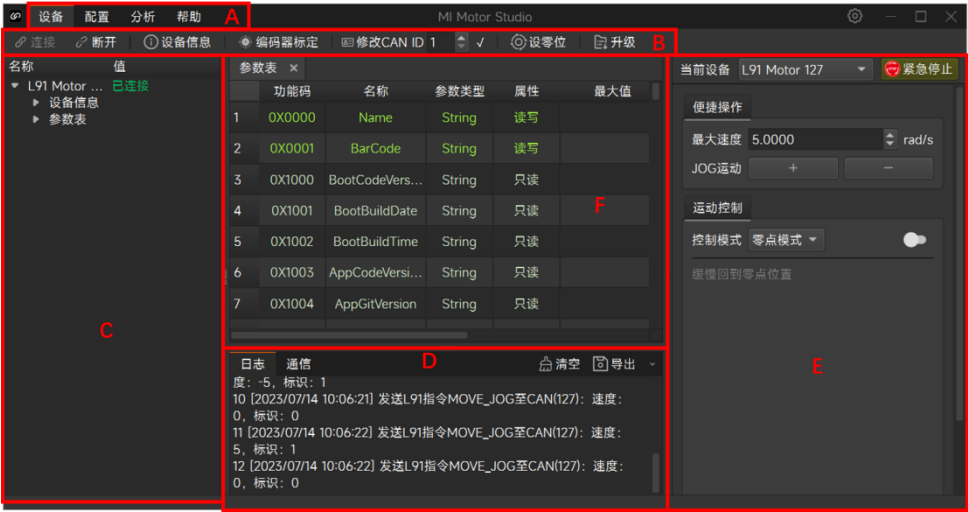 设备 配置 分析 帮助 A MI Motor Studio
连接 断开 设备信息 编码器标定 修改CAN ID 1 √ 设零位 升级 B
名称 值
L91 Motor ... 已连接
设备信息
参数表
C
参数表 ×
功能码 名称 参数类型 属性 最大值
1 0X0000 Name String 读写
2 0X0001 BarCode String 读写
3 0X1000 BootCodeVers... String 只读
4 0X1001 BootBuildDate String 只读
5 0X1002 BootBuildTime String 只读
6 0X1003 AppCodeVersi... String 只读
7 0X1004 AppGitVersion String 只读
F
日志 通信 D 清空 导出
度：-5，标识：1
10 [2023/07/14 10:06:21] 发送L91指令MOVE_JOG至CAN(127)：速度：
0，标识：0
11 [2023/07/14 10:06:22] 发送L91指令MOVE_JOG至CAN(127)：速度：
5，标识：1
12 [2023/07/14 10:06:22] 发送L91指令MOVE_JOG至CAN(127)：速度：
0，标识：0
当前设备 L91 Motor 127 紧急停止
便捷操作
最大速度 5.0000 rad/s
JOG运动 + −
运动控制
控制模式 零点模式
缓慢回到零点位置
E